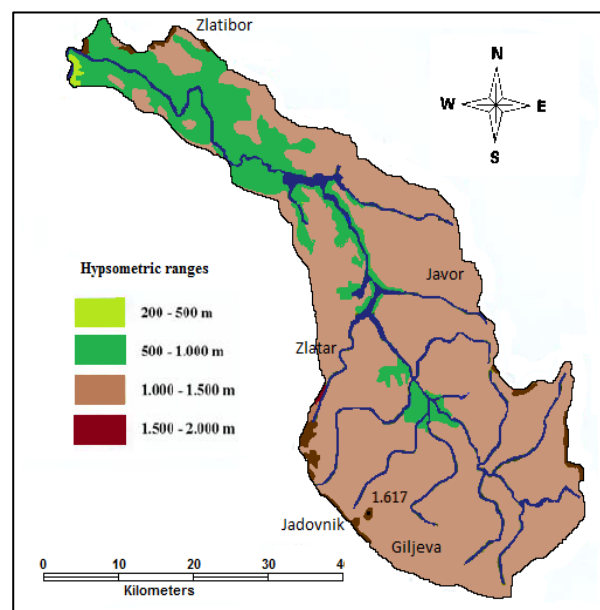 Zlatibor
N
W E
S
Hypsometric ranges
200 - 500 m
500 - 1.000 m
1.000 - 1.500 m
1.500 - 2.000 m
Javor
Zlatar
1.617
Jadovnik
Giljeva
0 10 20 30 40
Kilometers